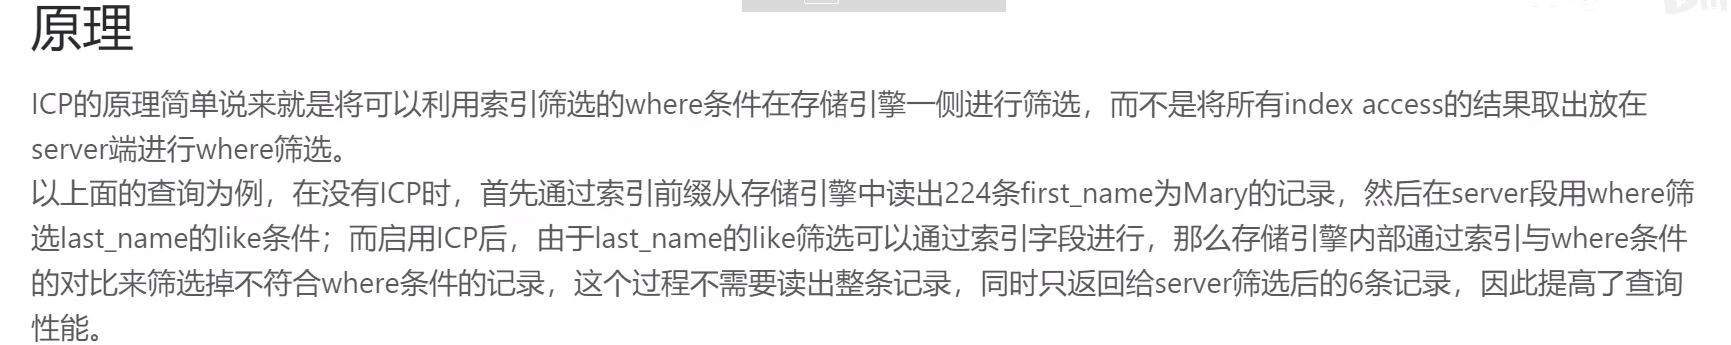 原理
ICP的原理简单说来就是将可以利用索引筛选的where条件在存储引擎一侧进行筛选，而不是将所有index access的结果取出放在
server端进行where筛选。
以上面的查询为例，在没有ICP时，首先通过索引前缀从存储引擎中读出224条first_name为Mary的记录，然后在server段用where筛
选last_name的like条件；而启用ICP后，由于last_name的like筛选可以通过索引字段进行，那么存储引擎内部通过索引与where条件
的对比来筛选掉不符合where条件的记录，这个过程不需要读出整条记录，同时只返回给server筛选后的6条记录，因此提高了查询
性能。